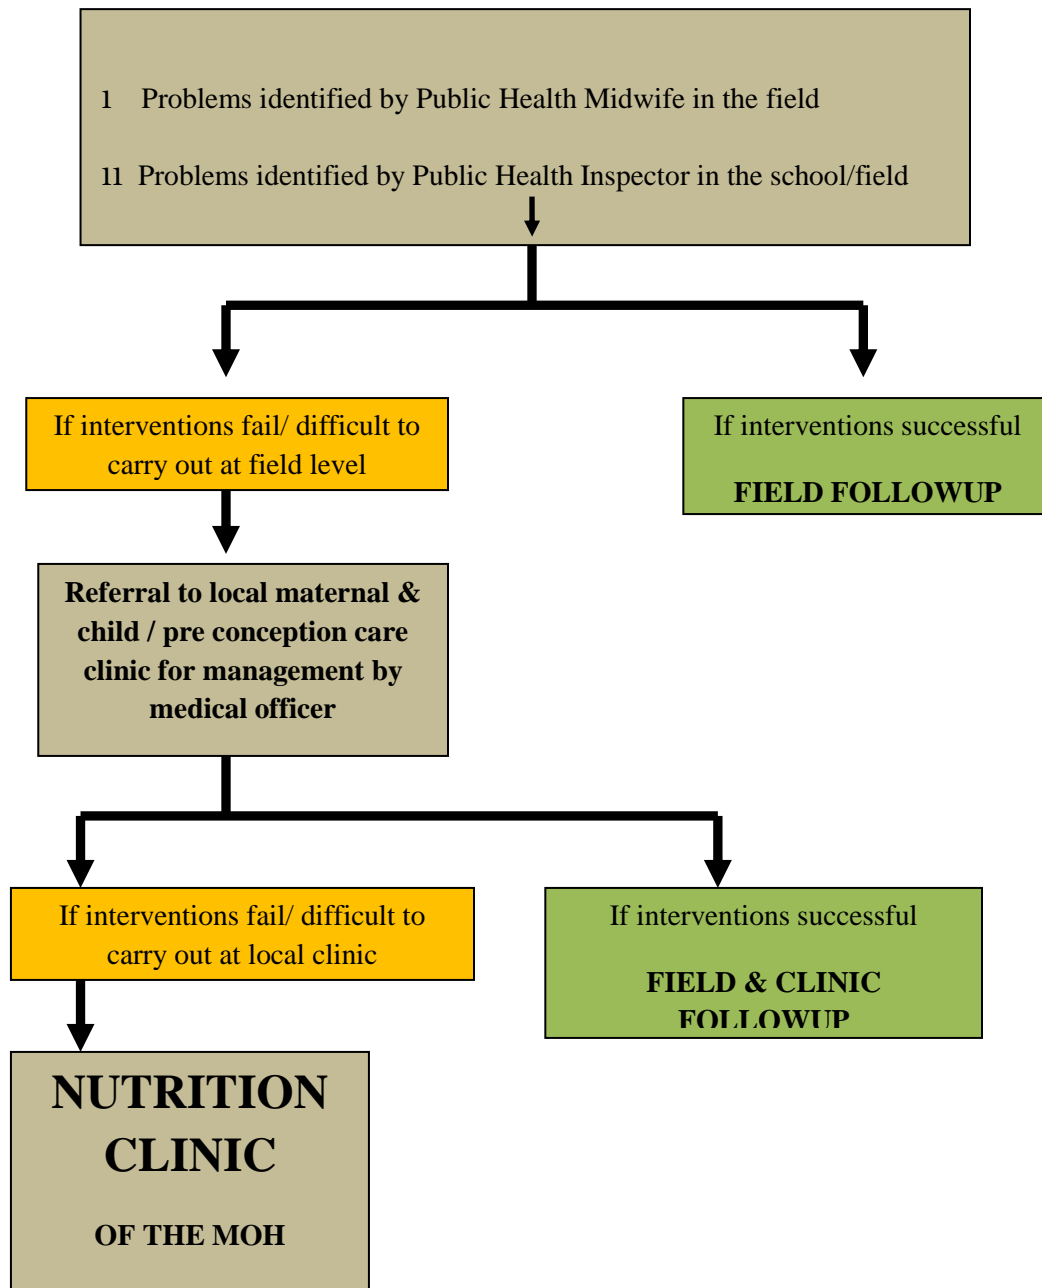 1 Problems identified by Public Health Midwife in the field
11 Problems identified by Public Health Inspector in the school/field
If interventions fail/ difficult to
carry out at field level
If interventions successful
FIELD FOLLOWUP
Referral to local maternal &
child / pre conception care
clinic for management by
medical officer
If interventions fail/ difficult to
carry out at local clinic
If interventions successful
FIELD & CLINIC
FOLLOWUP
NUTRITION
CLINIC
OF THE MOH